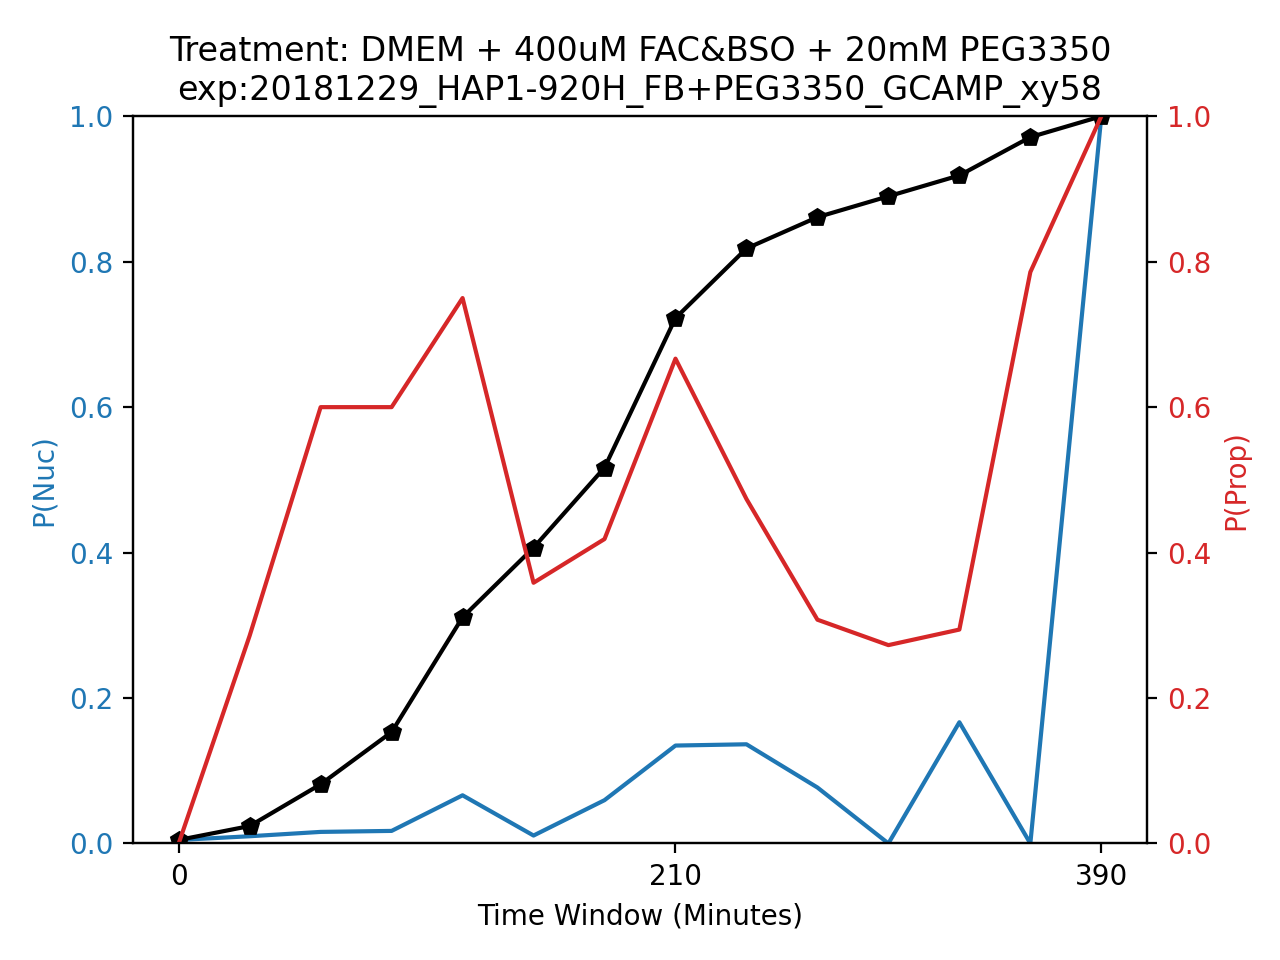 Treatment: DMEM + 400uM FAC&BSO + 20mM PEG3350
exp:20181229_HAP1-920H_FB+PEG3350_GCAMP_xy58
1.0
0.8
0.6
0.4
0.2
0.0
P(Nuc)
1.0
0.8
0.6
0.4
0.2
0.0
P(Prop)
0 210 390
Time Window (Minutes)